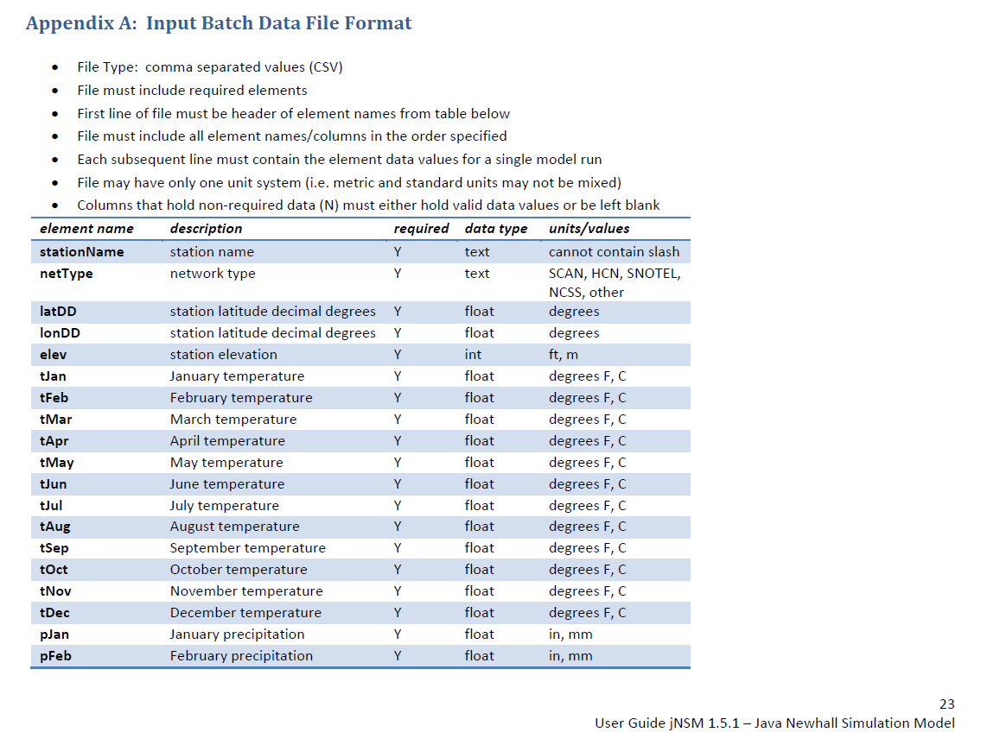 Appendix A:  Input Batch Data File Format
• File Type:  comma separated values (CSV)
• File must include required elements
• First line of file must be header of element names from table below
• File must include all element names/columns in the order specified
• Each subsequent line must contain the element data values for a single model run
• File may have only one unit system (i.e. metric and standard units may not be mixed)
• Columns that hold non-required data (N) must either hold valid data values or be left blank
element name description required data type units/values
stationName station name Y text cannot contain slash
netType network type Y text SCAN, HCN, SNOTEL,
NCSS, other
latDD station latitude decimal degrees Y float degrees
lonDD station latitude decimal degrees Y float degrees
elev station elevation Y int ft, m
tJan January temperature Y float degrees F, C
tFeb February temperature Y float degrees F, C
tMar March temperature Y float degrees F, C
tApr April temperature Y float degrees F, C
tMay May temperature Y float degrees F, C
tJun June temperature Y float degrees F, C
tJul July temperature Y float degrees F, C
tAug August temperature Y float degrees F, C
tSep September temperature Y float degrees F, C
tOct October temperature Y float degrees F, C
tNov November temperature Y float degrees F, C
tDec December temperature Y float degrees F, C
pJan January precipitation Y float in, mm
pFeb February precipitation Y float in, mm
23
User Guide jNSM 1.5.1 – Java Newhall Simulation Model